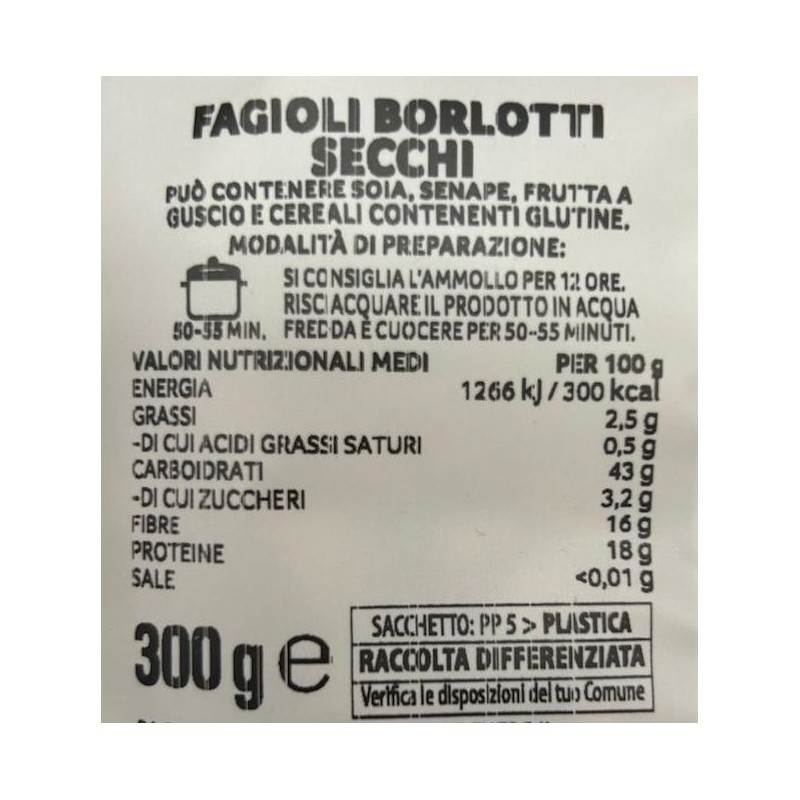 FAGIOLI BORLOTTI
SECCHI
PUÒ CONTENERE SOIA, SENAPE, FRUTTA A
GUSCIO E CEREALI CONTENENTI GLUTINE.
MODALITÀ DI PREPARAZIONE:
SI CONSIGLIA L'AMMOLLO PER 12 ORE.
RISCIACQUARE IL PRODOTTO IN ACQUA
50-55 MIN. FREDDA E CUOCERE PER 50-55 MINUTI.
VALORI NUTRIZIONALI MEDI PER 100 g
ENERGIA 1266 kJ / 300 kcal
GRASSI 2,5 g
-DI CUI ACIDI GRASSI SATURI 0,5 g
CARBOIDRATI 43 g
-DI CUI ZUCCHERI 3,2 g
FIBRE 16 g
PROTEINE 18 g
SALE <0,01 g
300 g e
SACCHETTO: PP 5 > PLASTICA
RACCOLTA DIFFERENZIATA
Verifica le disposizioni del tuo Comune